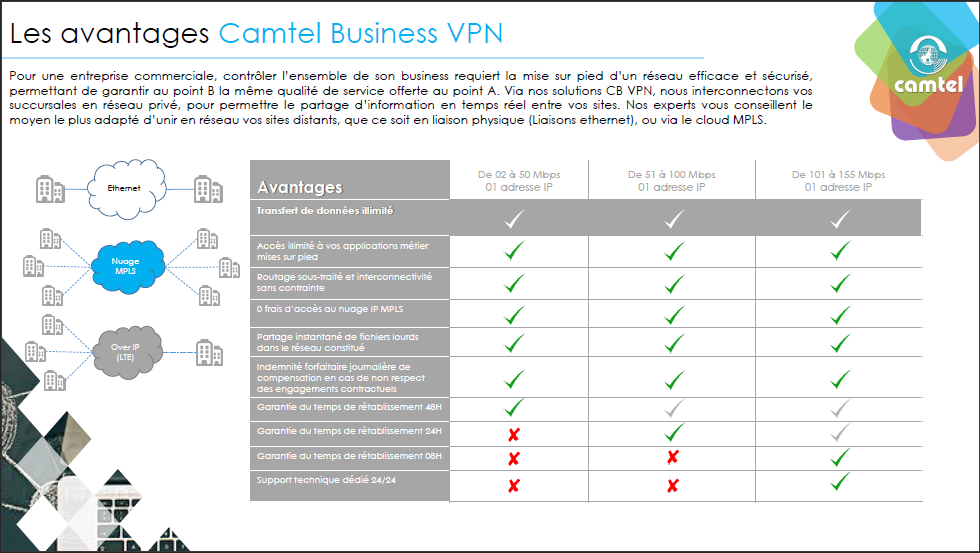 Les avantages Camtel Business VPN
camtel
Pour une entreprise commerciale, contrôler l'ensemble de son business requiert la mise sur pied d'un réseau efficace et sécurisé,
permettant de garantir au point B la même qualité de service offerte au point A. Via nos solutions CB VPN, nous interconnectons vos
succursales en réseau privé, pour permettre le partage d'information en temps réel entre vos sites. Nos experts vous conseillent le
moyen le plus adapté d'unir en réseau vos sites distants, que ce soit en liaison physique (Liaisons ethernet), ou via le cloud MPLS.
Ethernet
Nuage
MPLS
Over IP
(LTE)
Avantages
De 02 à 50 Mbps
01 adresse IP
De 51 à 100 Mbps
01 adresse IP
De 101 à 155 Mbps
01 adresse IP
Transfert de données illimité
Accès illimité à vos applications métier
mises sur pied
Routage sous-traité et interconnectivité
sans contrainte
0 frais d'accès au nuage IP MPLS
Partage instantané de fichiers lourds
dans le réseau constitué
Indemnité forfaitaire journalière de
compensation en cas de non respect
des engagements contractuels
Garantie du temps de rétablissement 48H
Garantie du temps de rétablissement 24H
Garantie du temps de rétablissement 08H
Support technique dédié 24/24